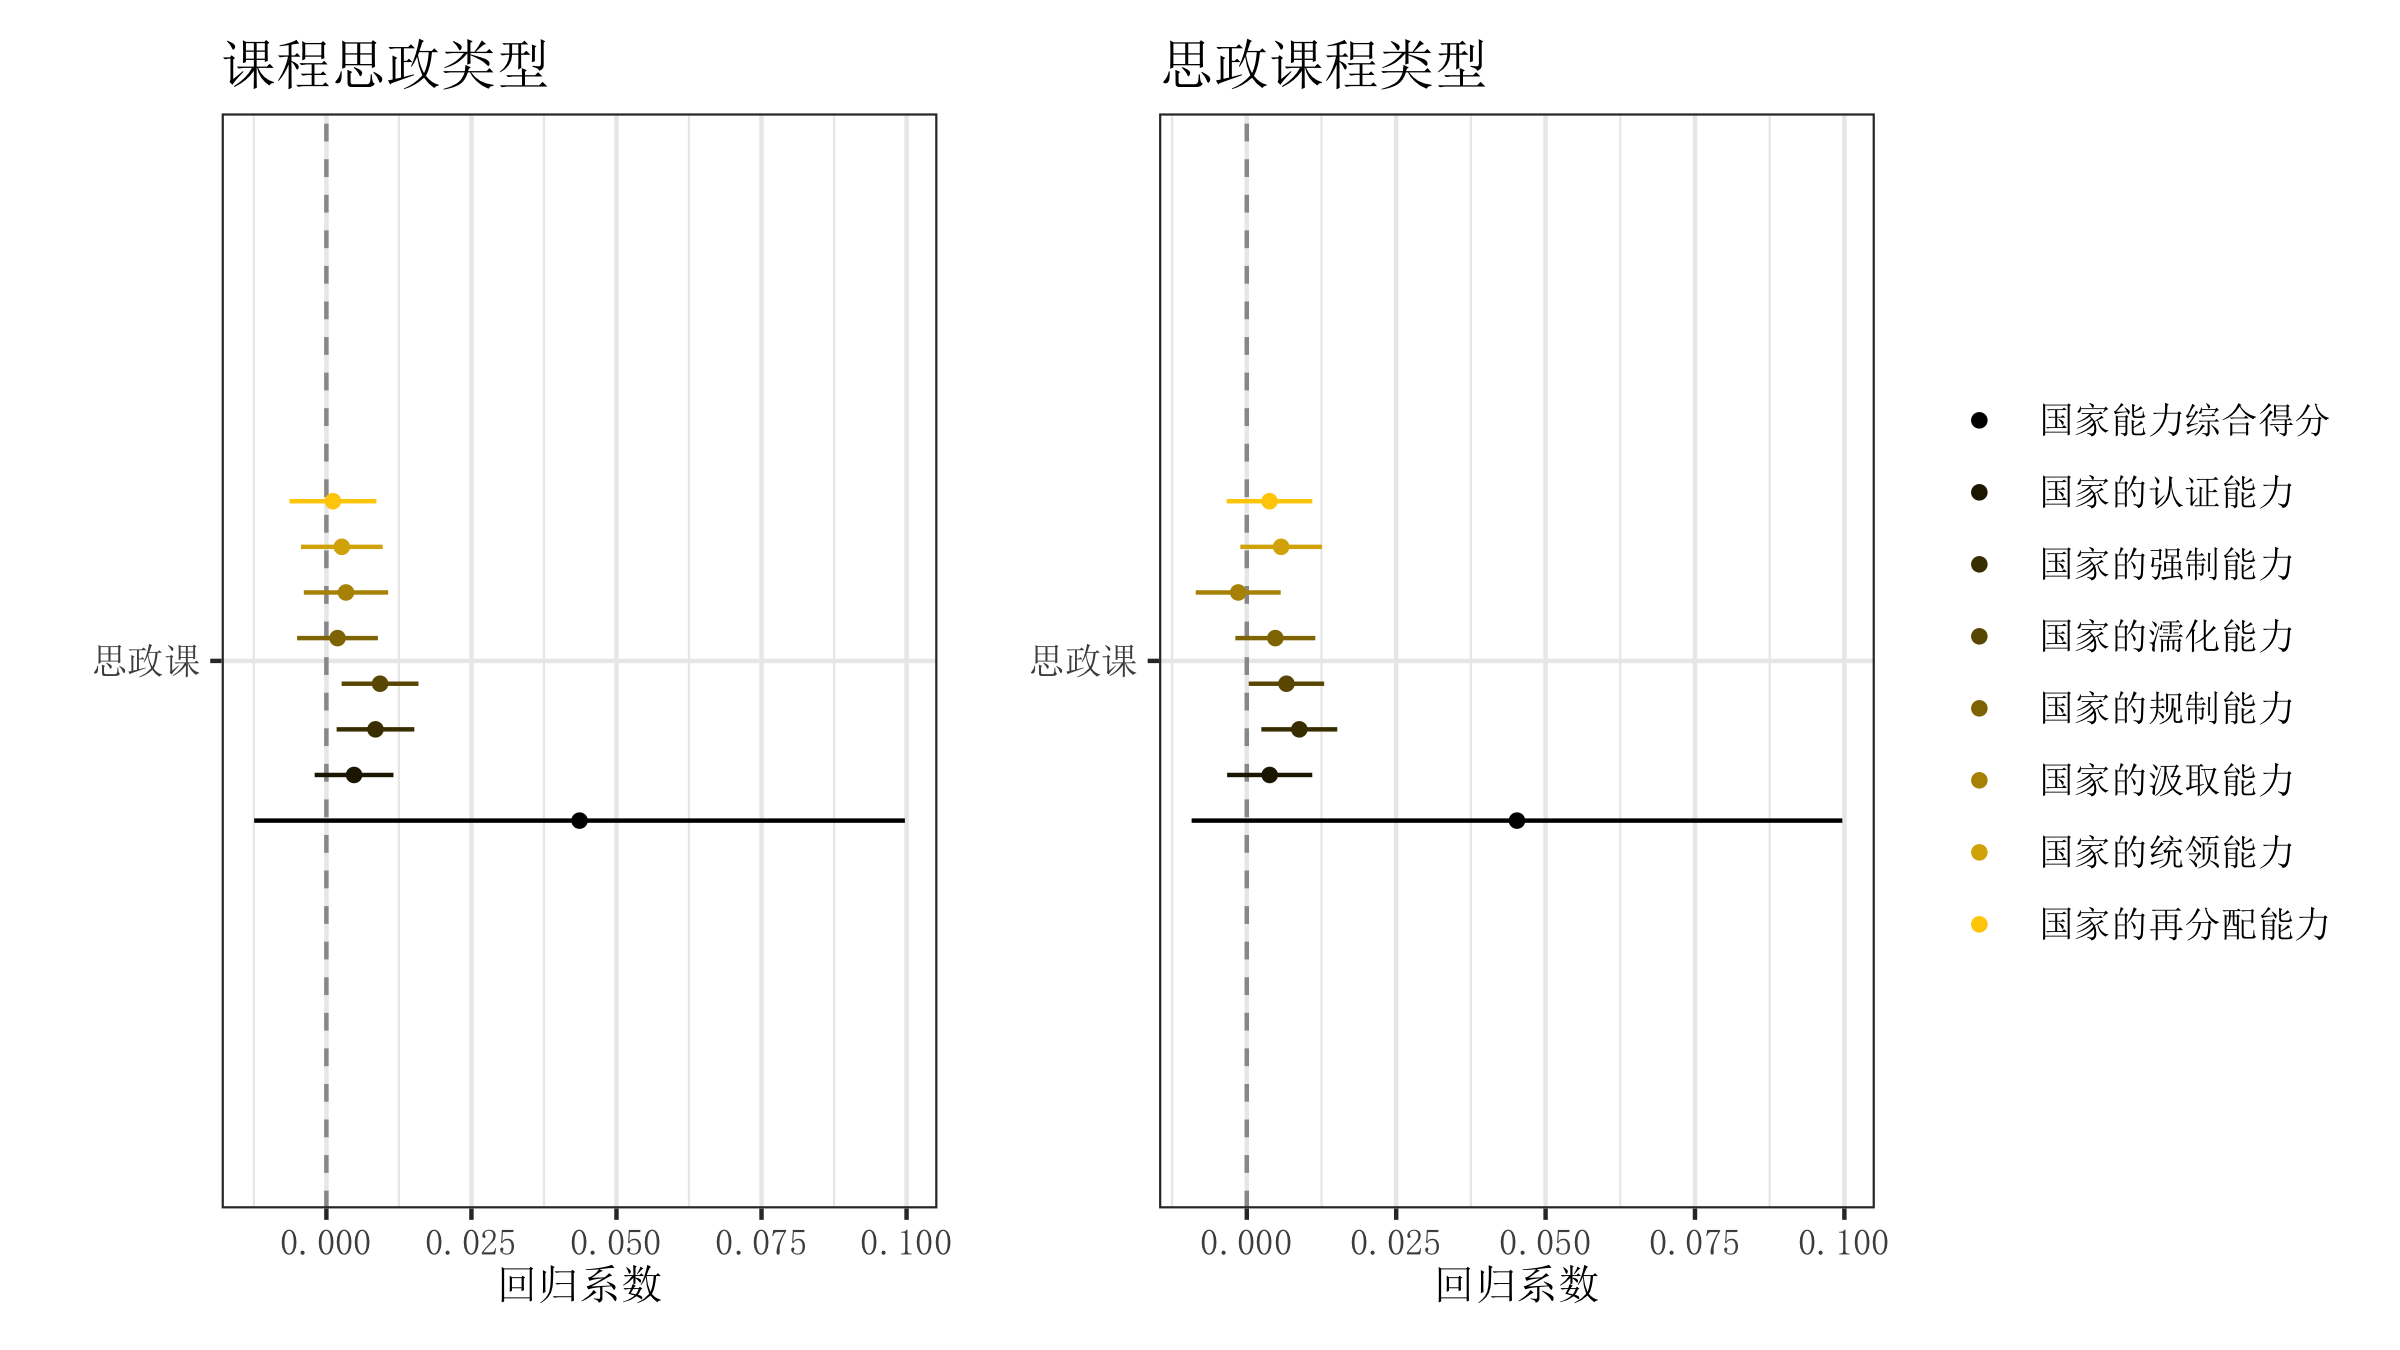 课程思政类型
思政课
0.000 0.025 0.050 0.075 0.100
回归系数
思政课程类型
思政课
0.000 0.025 0.050 0.075 0.100
回归系数
国家能力综合得分
国家的认证能力
国家的强制能力
国家的濡化能力
国家的规制能力
国家的汲取能力
国家的统领能力
国家的再分配能力